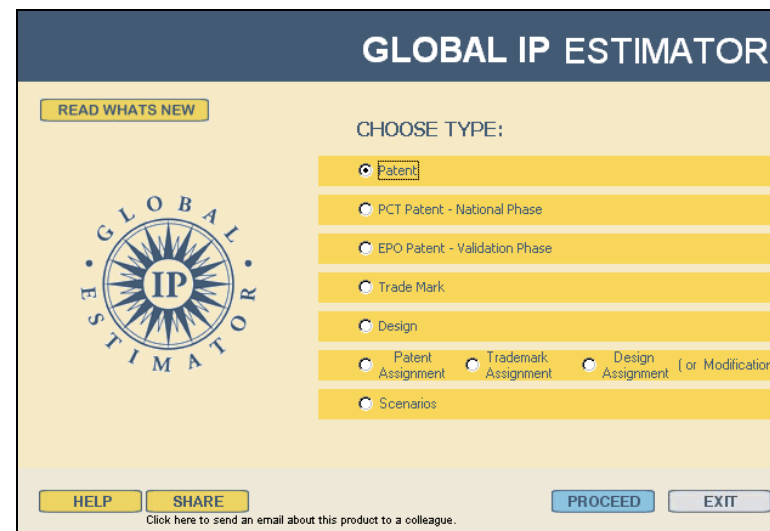 GLOBAL IP ESTIMATOR
READ WHATS NEW
CHOOSE TYPE:
Patent
PCT Patent - National Phase
EPO Patent - Validation Phase
Trade Mark
Design
Patent Assignment Trademark Assignment Design Assignment ( or Modification
Scenarios
GLOBAL
IP
ESTIMATOR
HELP SHARE PROCEED EXIT
Click here to send an email about this product to a colleague.